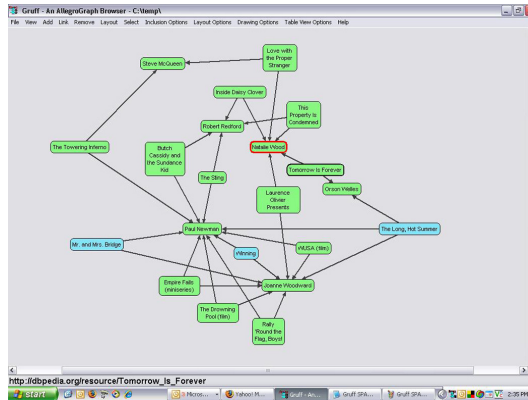 Gruff - An AllegroGraph Browser - C:\temp\
File View Add Link Remove Layout Select Inclusion Options Layout Options Drawing Options Table View Options Help
Love with
the Proper
Stranger
Steve McQueen
Inside Daisy Clover
This
Property Is
Condemned
Robert Redford
The Towering Inferno
Butch
Cassidy and
the Sundance
Kid
Natalie Wood
Tomorrow Is Forever
The Sting
Orson Welles
Laurence
Olivier
Presents
Paul Newman
The Long, Hot Summer
Mr. and Mrs. Bridge
Winning
WUSA (film)
Empire Falls
(miniseries)
Joanne Woodward
The Drowning
Pool (film)
Rally
'Round the
Flag, Boys!
http://dbpedia.org/resource/Tomorrow_Is_Forever
start
3 Micros...
Yahoo! M...
Gruff - An...
Gruff SPA...
Gruff SPA...
2:35 PM